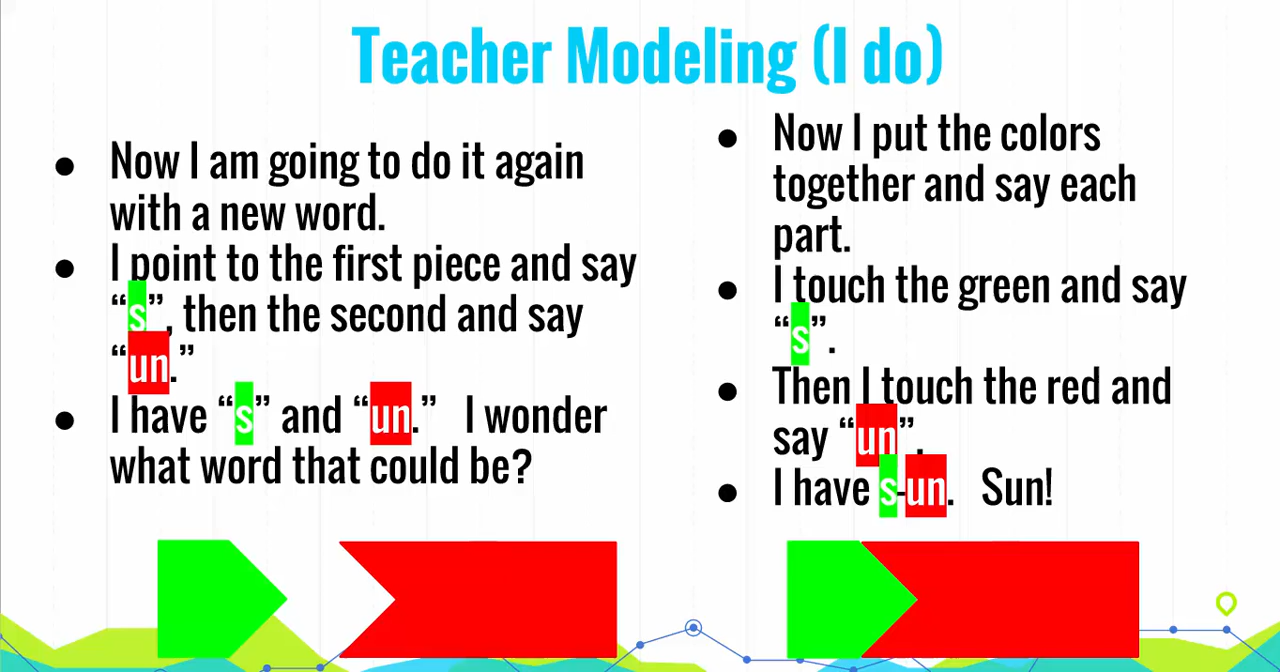 Teacher Modeling (I do)
● Now I am going to do it again
with a new word.
● I point to the first piece and say
“s”, then the second and say
“un.”
● I have “s” and “un.”   I wonder
what word that could be?
● Now I put the colors
together and say each
part.
● I touch the green and say
“s”.
● Then I touch the red and
say “un”.
● I have s-un.   Sun!